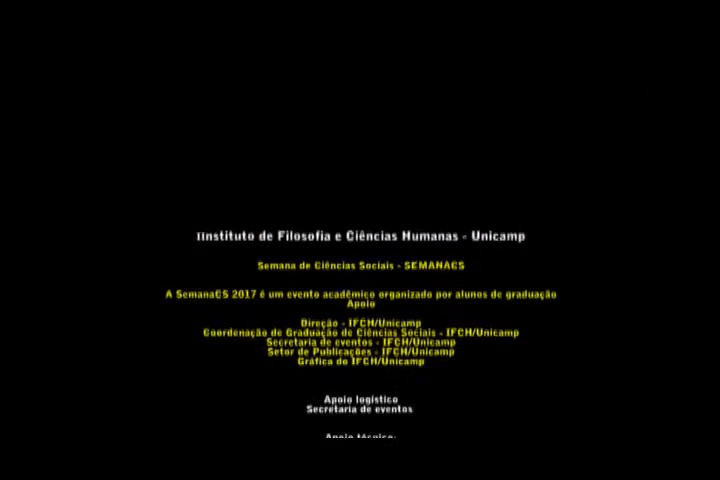 IInstituto de Filosofia e Ciências Humanas - Unicamp
Semana de Ciências Sociais - SEMANACS
A SemanaCS 2017 é um evento acadêmico organizado por alunos de graduação
Apoio
Direção - IFCH/Unicamp
Coordenação de Graduação de Ciências Sociais - IFCH/Unicamp
Secretaria de eventos - IFCH/Unicamp
Setor de Publicações - IFCH/Unicamp
Gráfica do IFCH/Unicamp
Apoio logístico
Secretaria de eventos
Apoio técnico: